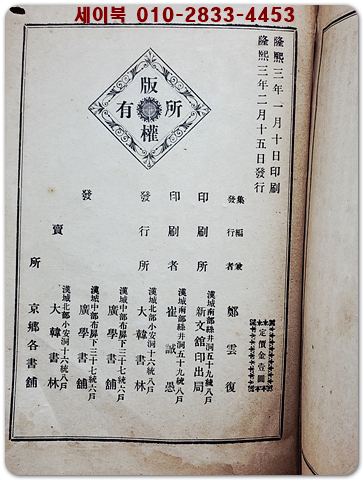 세이북 010-2833-4453
隆熙三年一月十日印刷
隆熙三年二月十五日發行
版權所有
定價金壹圓
編集兼發行者 鄭雲復
漢城南部絲井洞五十九統八戶
印刷所 新文舘印出局
漢城南部絲井洞五十九統八戶
印刷者 崔誠愚
漢城北部小安洞十六統八戶
發行所 大韓書林
漢城中部布屛下三十七統六戶
廣學書舖
發賣所
漢城中部布屛下三十七統六戶
廣學書舖
漢城北部小安洞十六統八戶
大韓書林
京鄕各書舖